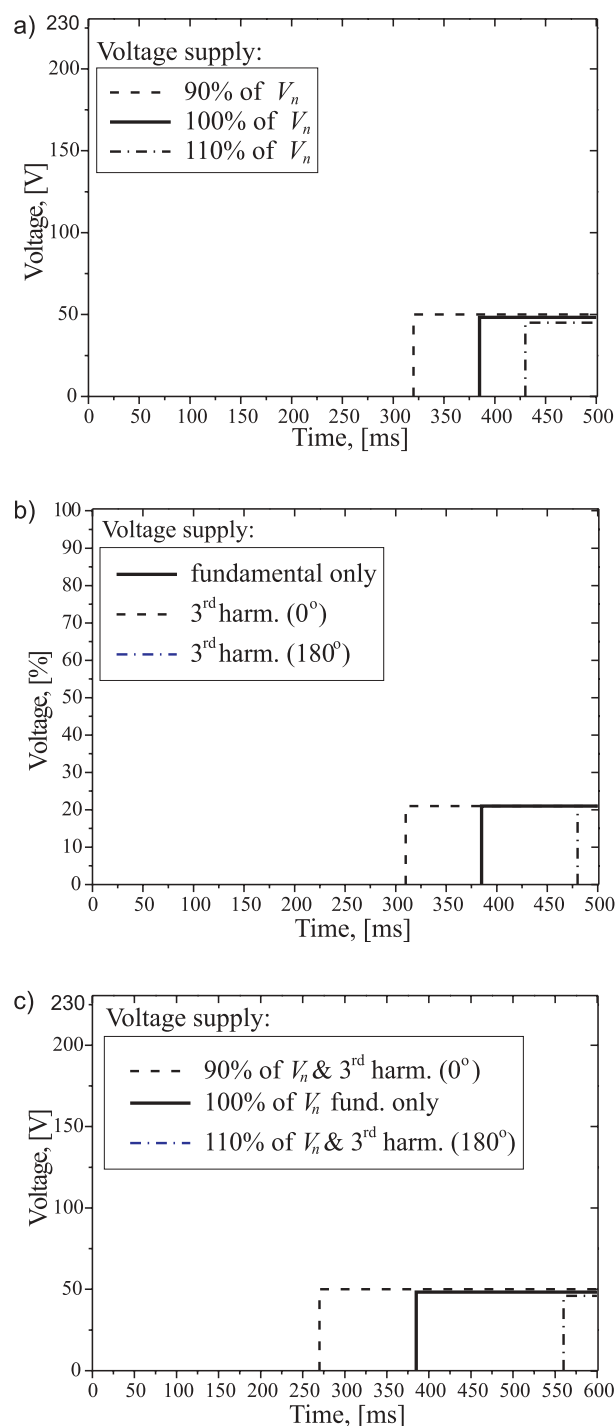 a)
Voltage supply:
90% of Vn
100% of Vn
110% of Vn
Voltage, [V]
230
200
150
100
50
0
0 50 100 150 200 250 300 350 400 450 500
Time, [ms]
b)
Voltage supply:
fundamental only
3rd harm. (0o)
3rd harm. (180o)
Voltage, [%]
100
90
80
70
60
50
40
30
20
10
0
0 50 100 150 200 250 300 350 400 450 500
Time, [ms]
c)
Voltage supply:
90% of Vn & 3rd harm. (0o)
100% of Vn fund. only
110% of Vn & 3rd harm. (180o)
Voltage, [V]
230
200
150
100
50
0
0 50 100 150 200 250 300 350 400 450 500 550 600
Time, [ms]